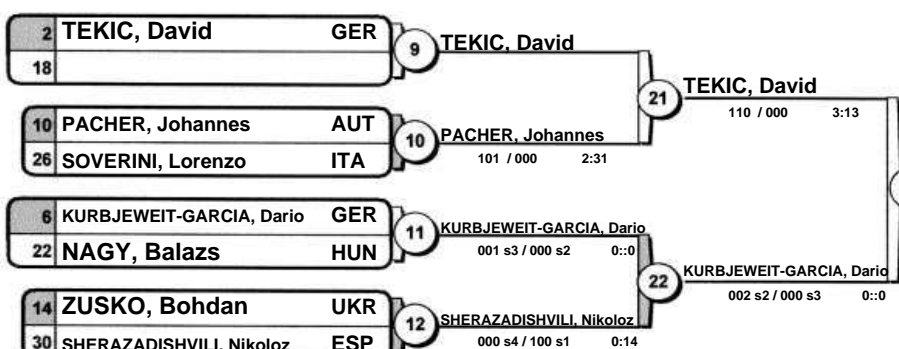 2 TEKIC, David GER
18
9
TEKIC, David
10 PACHER, Johannes AUT
26 SOVERINI, Lorenzo ITA
10
PACHER, Johannes
101 / 000 2:31
21
TEKIC, David
110 / 000 3:13
6 KURBJEWEIT-GARCIA, Dario GER
22 NAGY, Balazs HUN
11
KURBJEWEIT-GARCIA, Dario
001 s3 / 000 s2 0::0
14 ZUSKO, Bohdan UKR
30 SHERAZADISHVILI, Nikoloz ESP
12
SHERAZADISHVILI, Nikoloz
000 s4 / 100 s1 0:14
22
KURBJEWEIT-GARCIA, Dario
002 s2 / 000 s3 0::0